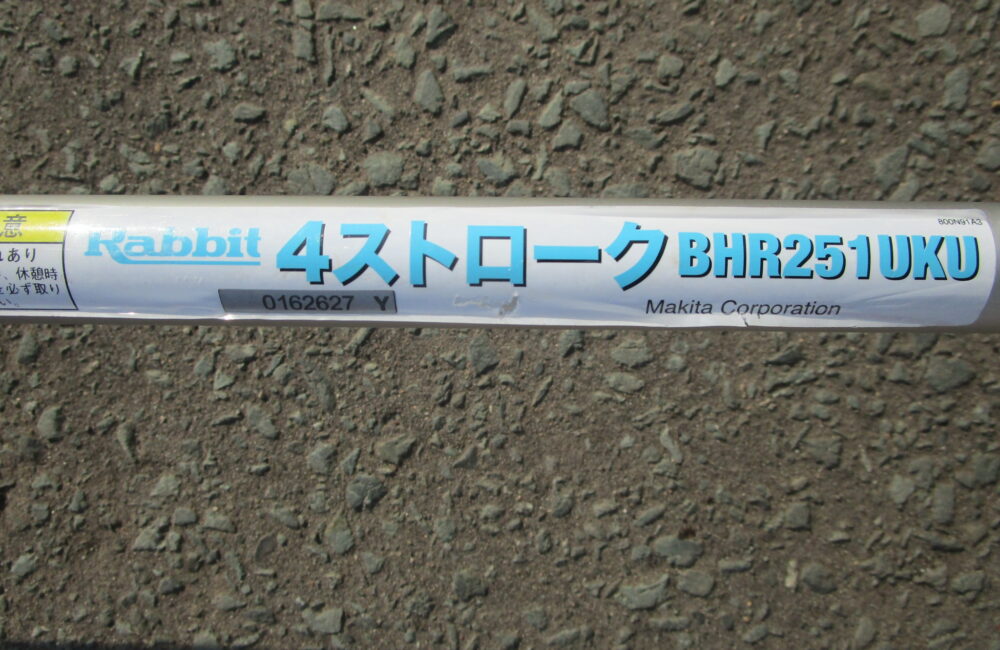 意
あり
、休憩時
必ず取り
い。
Rabbit 4ストローク BHR251UKU
800N91A3
0162627 Y
Makita Corporation